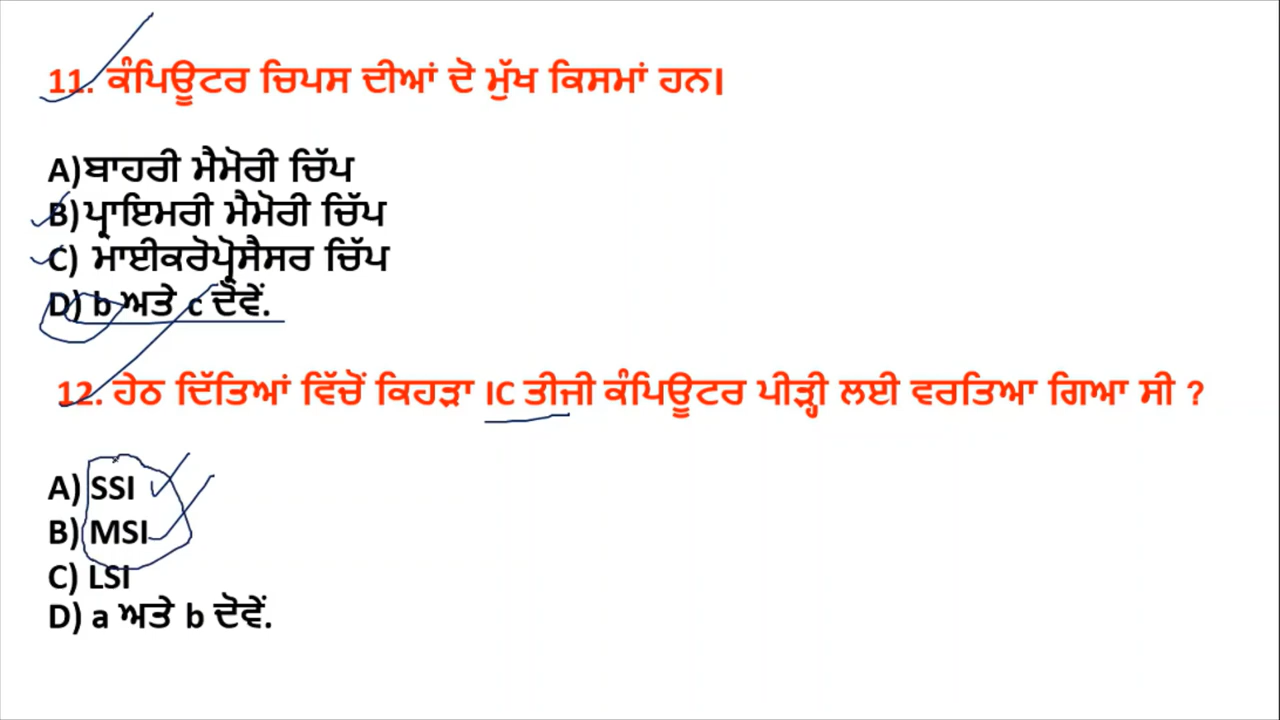 11. ਕੰਪਿਊਟਰ ਚਿਪਸ ਦੀਆਂ ਦੋ ਮੁੱਖ ਕਿਸਮਾਂ ਹਨ।
A)ਬਾਹਰੀ ਮੈਮੋਰੀ ਚਿੱਪ
B)ਪ੍ਰਾਇਮਰੀ ਮੈਮੋਰੀ ਚਿੱਪ
C) ਮਾਈਕਰੋਪ੍ਰੋਸੈਸਰ ਚਿੱਪ
D) b ਅਤੇ c ਦੋਵੇਂ.
12. ਹੇਠ ਦਿੱਤਿਆਂ ਵਿੱਚੋਂ ਕਿਹੜਾ IC ਤੀਜੀ ਕੰਪਿਊਟਰ ਪੀੜ੍ਹੀ ਲਈ ਵਰਤਿਆ ਗਿਆ ਸੀ ?
A) SSI
B) MSI
C) LSI
D) a ਅਤੇ b ਦੋਵੇਂ.